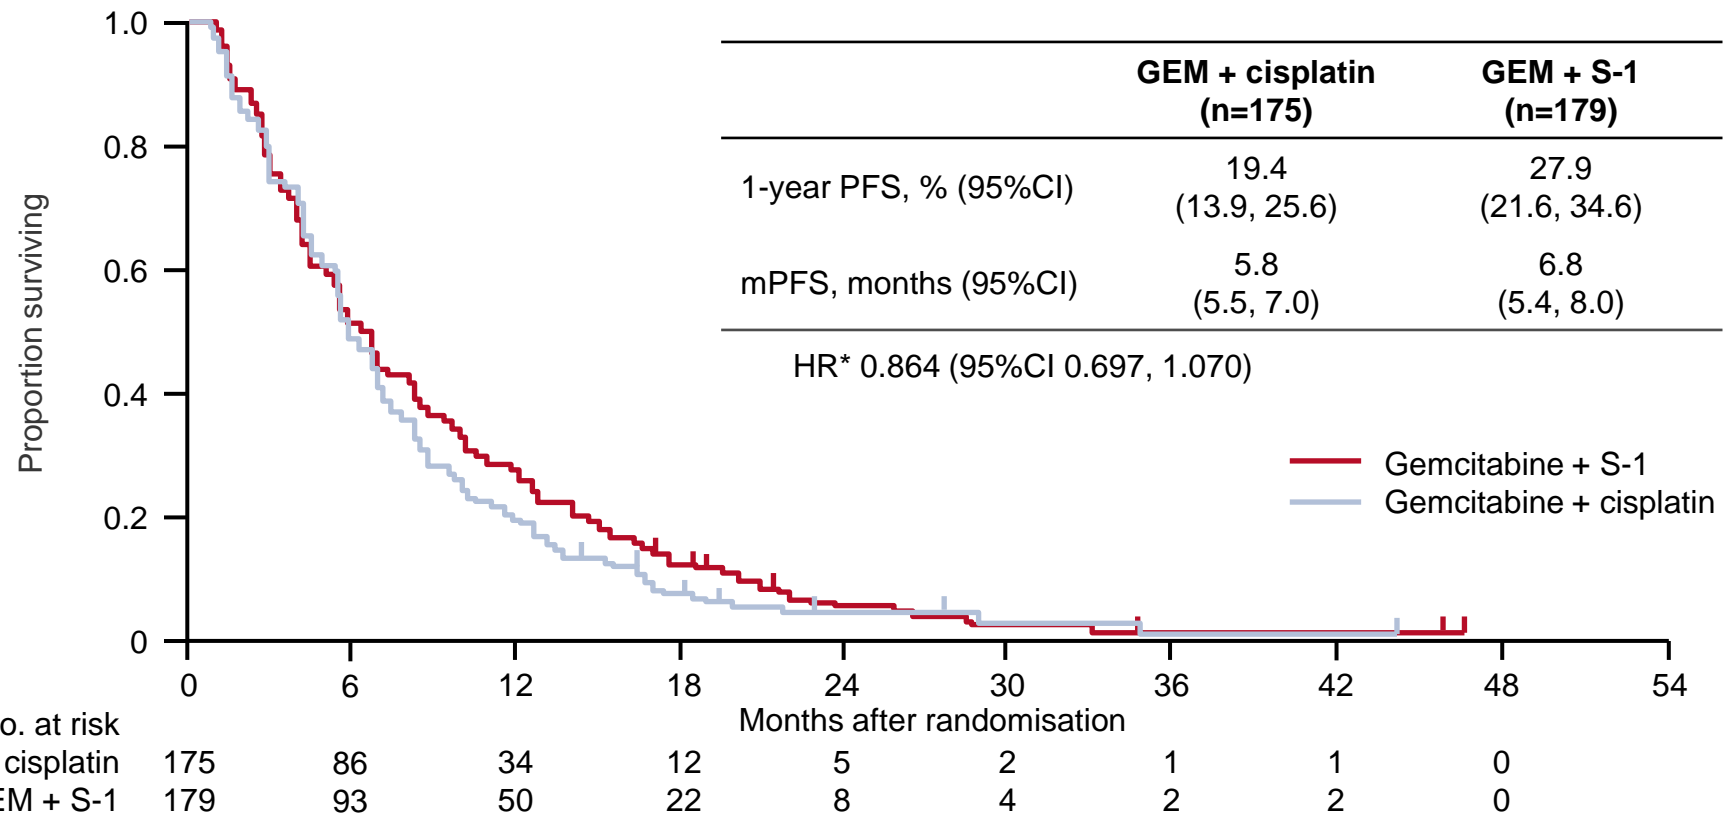 1.0
0.8
0.6
0.4
0.2
0
Proportion surviving
GEM + cisplatin GEM + S-1
(n=175) (n=179)
1-year PFS, % (95%CI) 19.4 27.9
(13.9, 25.6) (21.6, 34.6)
mPFS, months (95%CI) 5.8 6.8
(5.5, 7.0) (5.4, 8.0)
HR* 0.864 (95%CI 0.697, 1.070)
Gemcitabine + S-1
Gemcitabine + cisplatin
0 6 12 18 24 30 36 42 48 54
Months after randomisation
o. at risk
cisplatin 175 86 34 12 5 2 1 1 0
EM + S-1 179 93 50 22 8 4 2 2 0